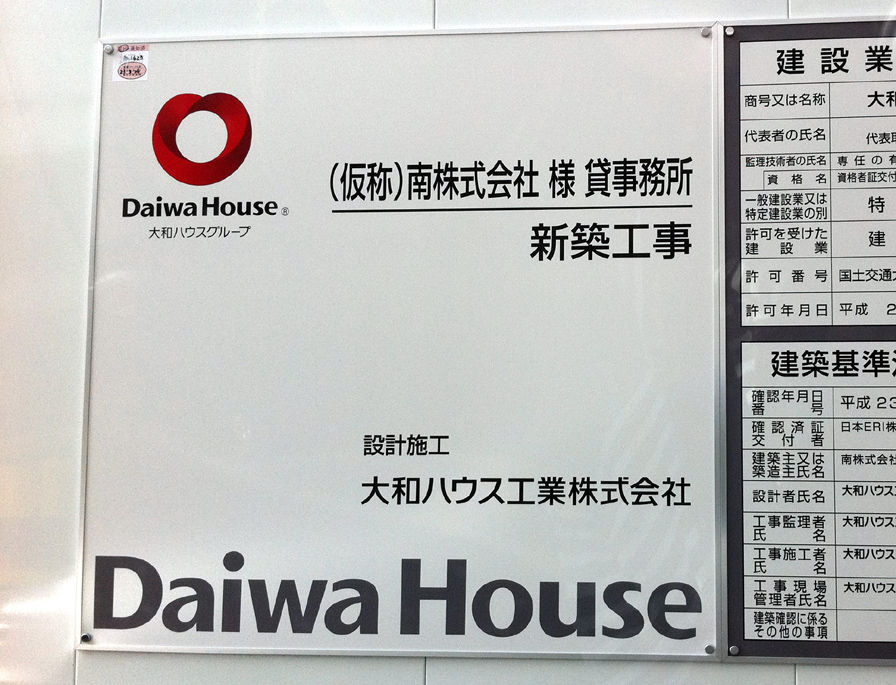 Daiwa House®
大和ハウスグループ
(仮称)南株式会社 様 貸事務所
新築工事
設計施工
大和ハウス工業株式会社
Daiwa House
建設業
商号又は名称 大和
代表者の氏名 代表
監理技術者の氏名 専任の
資格名 資格者証交付
一般建設業又は
特定建設業の別 特
許可を受けた
建設業 建
許可番号 国土交通
許可年月日 平成 2
建築基準
確認年月日
番号 平成 23
確認済証
交付者 日本ERI株
建築主又は
築造主氏名 南株式会社
設計者氏名 大和ハウス
工事監理者
氏名 大和ハウス
工事施工者
氏名 大和ハウス
工事現場
管理者氏名 大和ハウス
建築確認に係る
その他の事項